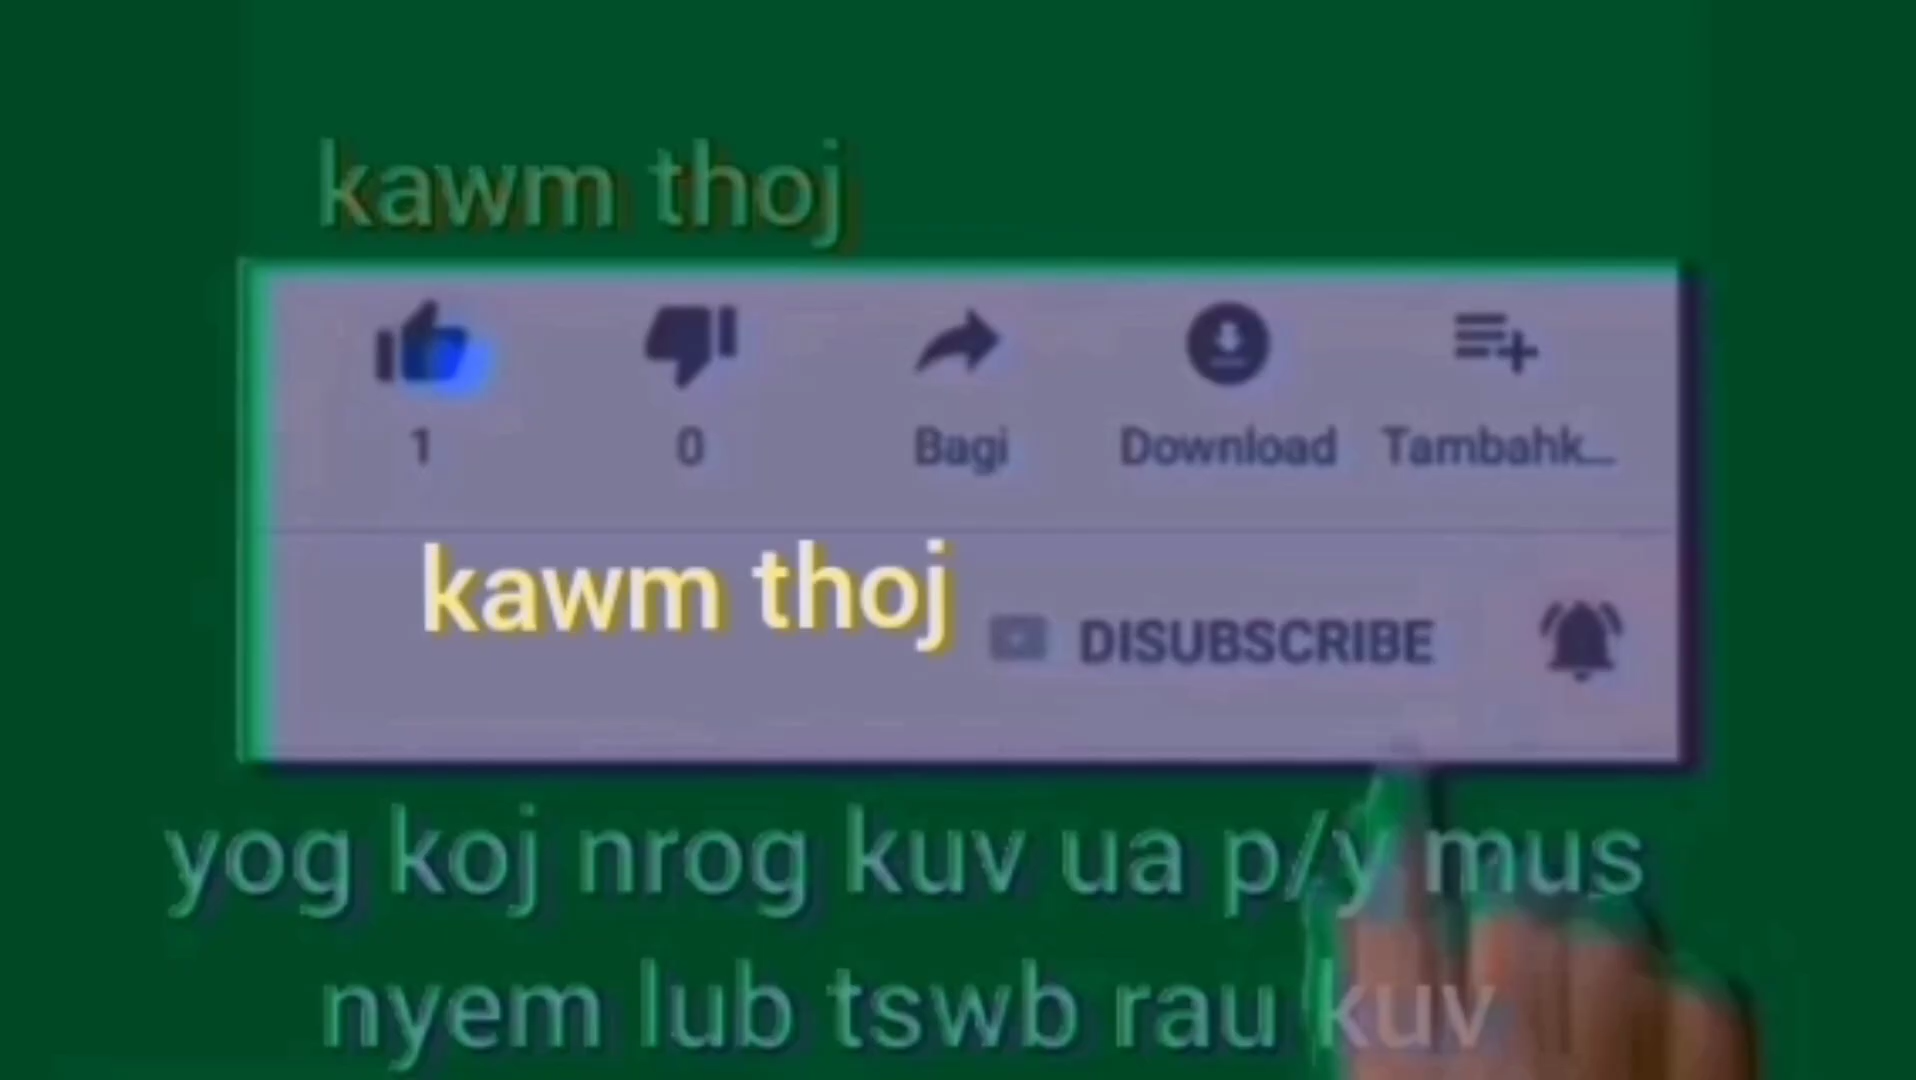 kawm thoj
1 0 Bagi Download Tambahk...
kawm thoj
DISUBSCRIBE
yog koj nrog kuv ua p/y mus
nyem lub tswb rau kuv